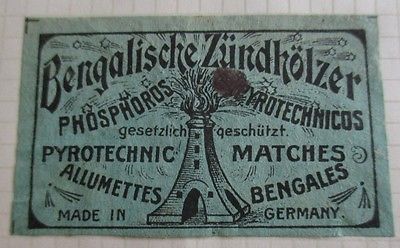 Bengalische Zündhölzer
PHOSPHOROS PYROTECHNICOS
gesetzlich geschützt.
PYROTECHNIC MATCHES
ALLUMETTES BENGALES
MADE IN GERMANY.